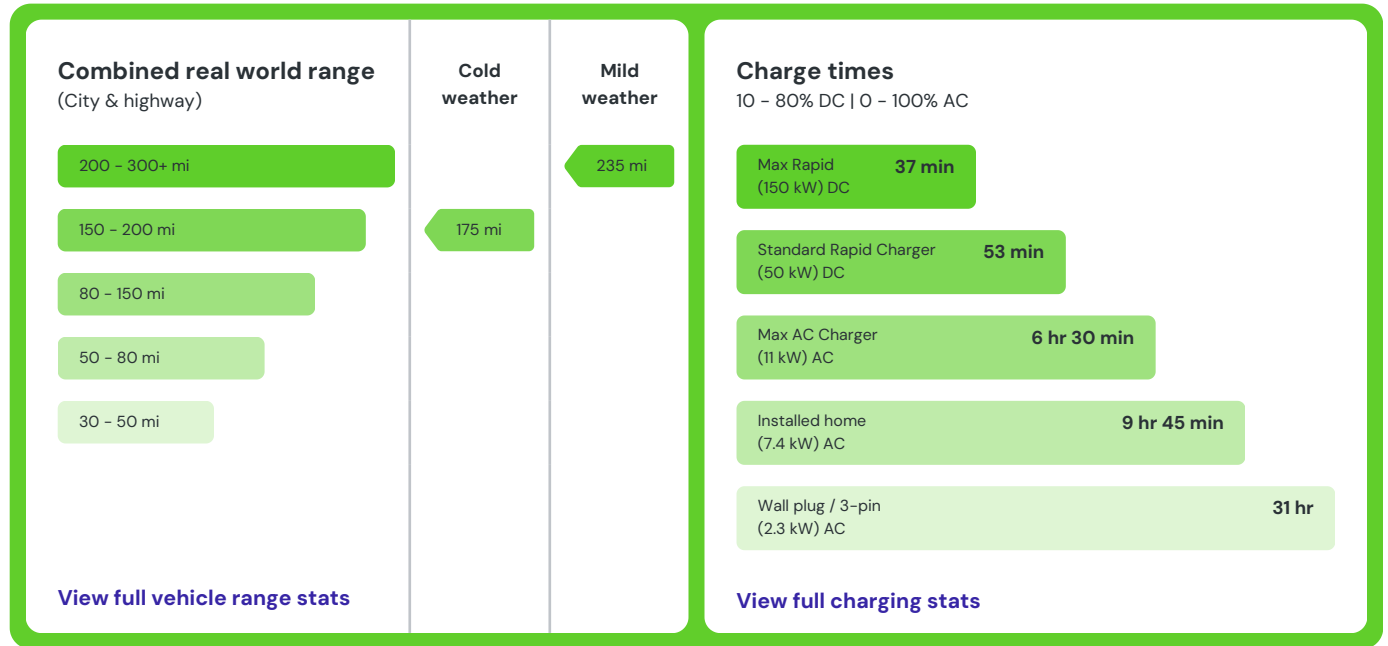 Combined real world range
(City & highway)
Cold
weather
Mild
weather
200 - 300+ mi
235 mi
150 - 200 mi
175 mi
80 - 150 mi
50 - 80 mi
30 - 50 mi
View full vehicle range stats
Charge times
10 - 80% DC | 0 - 100% AC
Max Rapid
(150 kW) DC
37 min
Standard Rapid Charger
(50 kW) DC
53 min
Max AC Charger
(11 kW) AC
6 hr 30 min
Installed home
(7.4 kW) AC
9 hr 45 min
Wall plug / 3-pin
(2.3 kW) AC
31 hr
View full charging stats